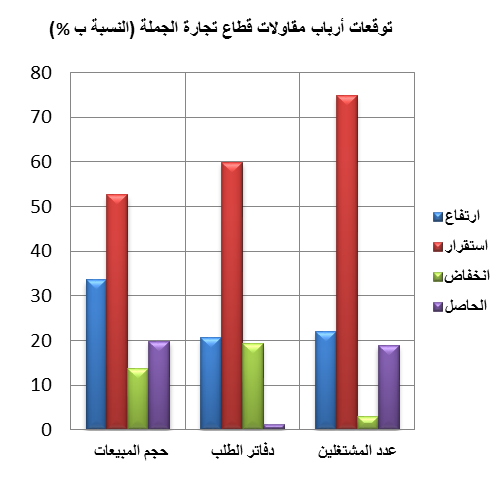 توقعات أرباب مقاولات قطاع تجارة الجملة (النسبة ب %)
80
70
60
50
40
30
20
10
0
ارتفاع
استقرار
انخفاض
الحاصل
حجم المبيعات
دفاتر الطلب
عدد المشتغلين